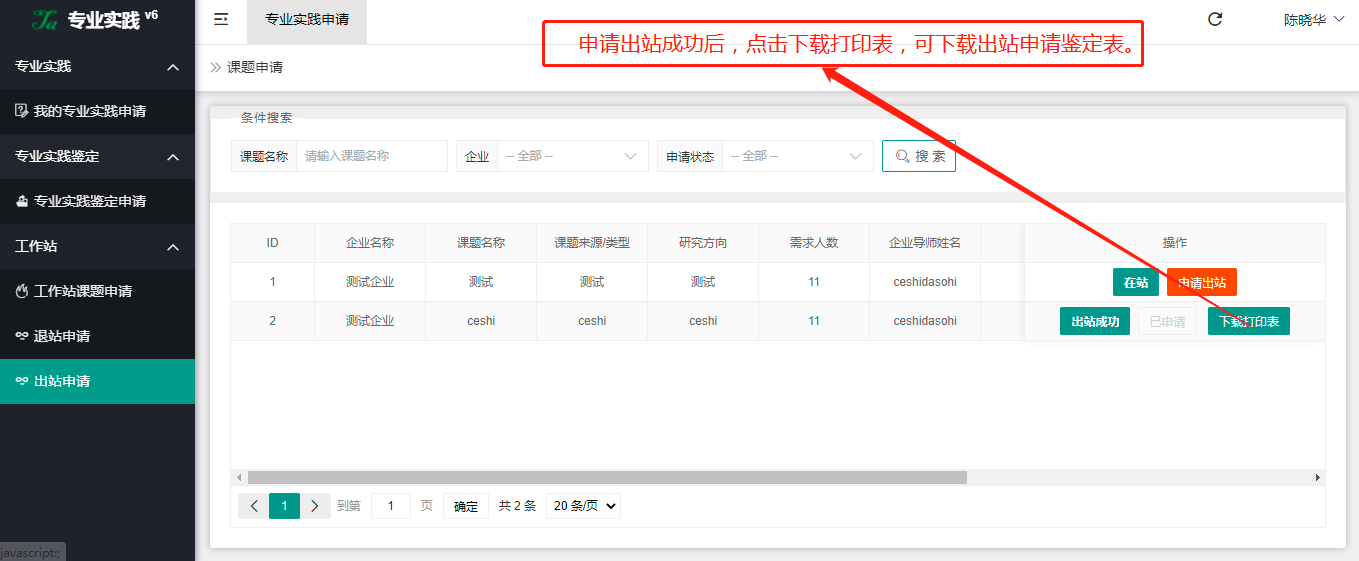 专业实践 v6
专业实践申请
陈晓华
申请出站成功后，点击下载打印表，可下载出站申请鉴定表。
专业实践
我的专业实践申请
专业实践鉴定
专业实践鉴定申请
工作站
工作站课题申请
退站申请
出站申请
课题申请
条件搜索
课题名称 请输入课题名称 企业 -- 全部 -- 申请状态 -- 全部 -- 搜 索
ID 企业名称 课题名称 课题来源/类型 研究方向 需求人数 企业导师姓名 操作
1 测试企业 测试 测试 测试 11 ceshidasohi 在站 申请出站
2 测试企业 ceshi ceshi ceshi 11 ceshidasohi 出站成功 已申请 下载打印表
1 到第 1 页 确定 共 2 条 20 条/页
javascript:;